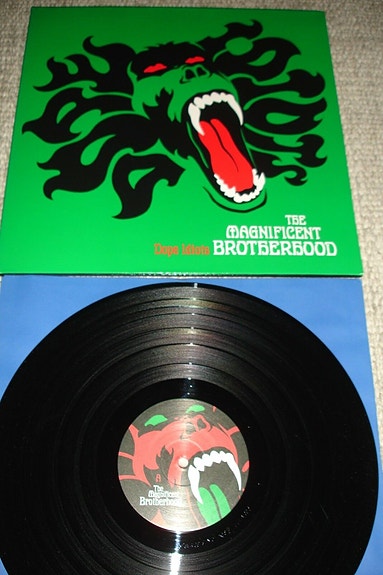 THE
MAGNIFICENT
Dope Idiots BROTHERHOOD
A
The
Magnificent
Brotherhood